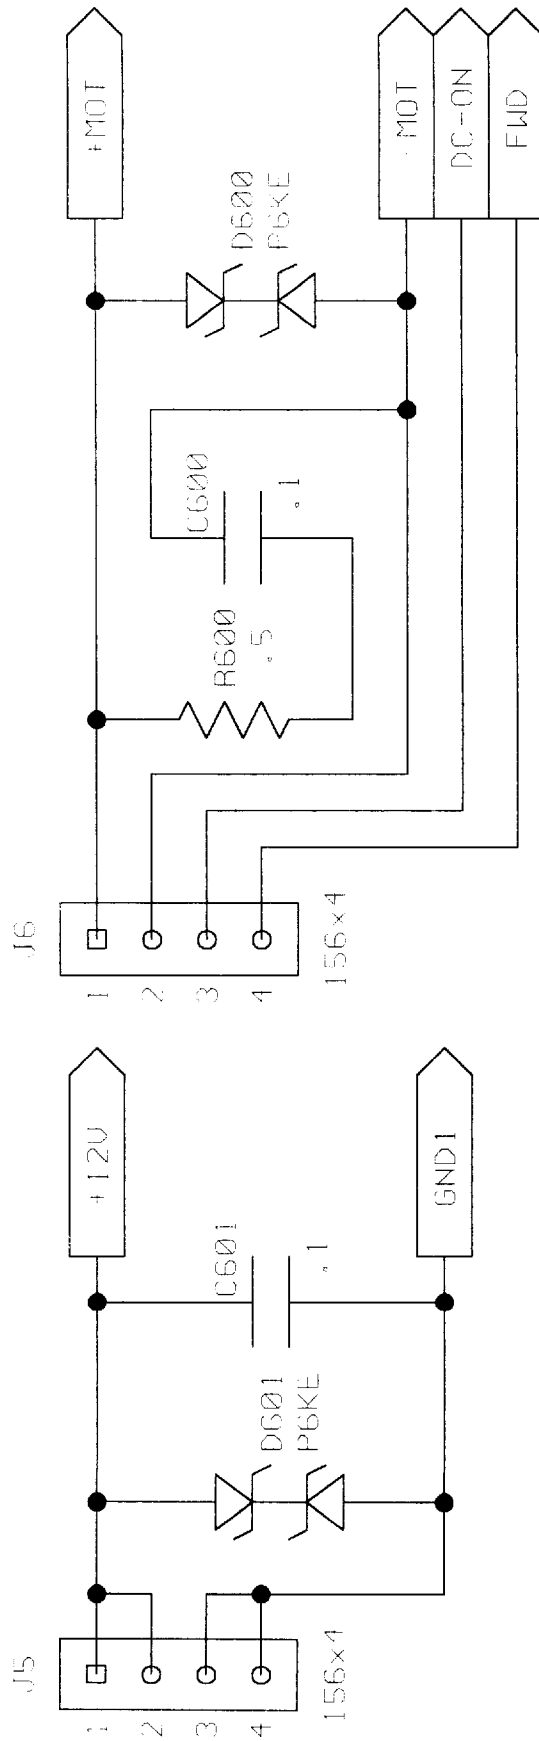 +MOT
-MOT
DC-ON
FWD
D600
P6KE
C600
.1
R600
.5
J6
1
2
3
4
156x4
+12V
GND1
C601
.1
D601
P6KE
J5
1
2
3
4
156x4